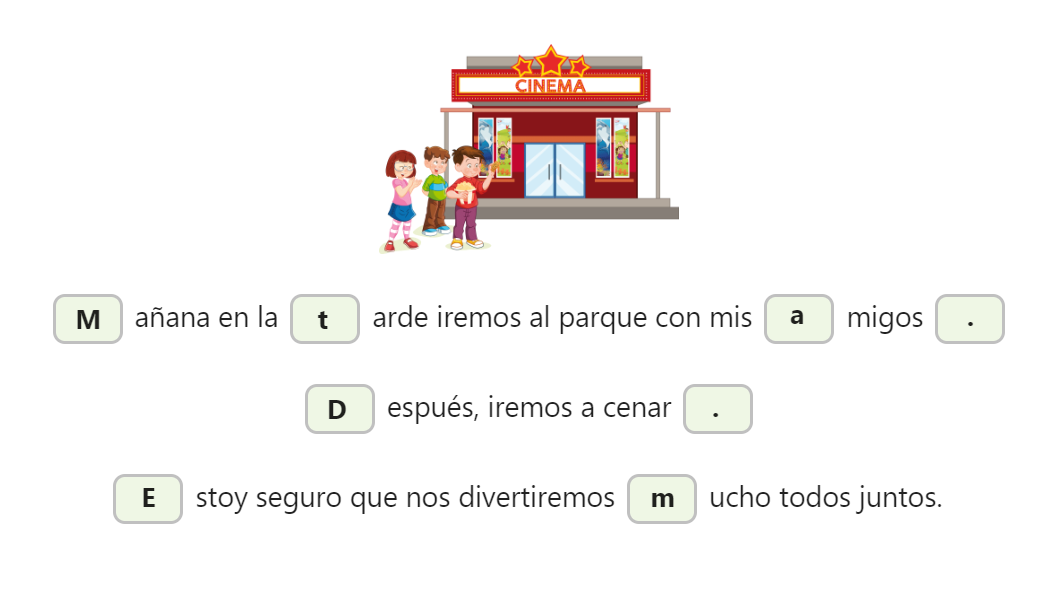 CINEMA
M añana en la t arde iremos al parque con mis a migos .
D espués, iremos a cenar .
E stoy seguro que nos divertiremos m ucho todos juntos.